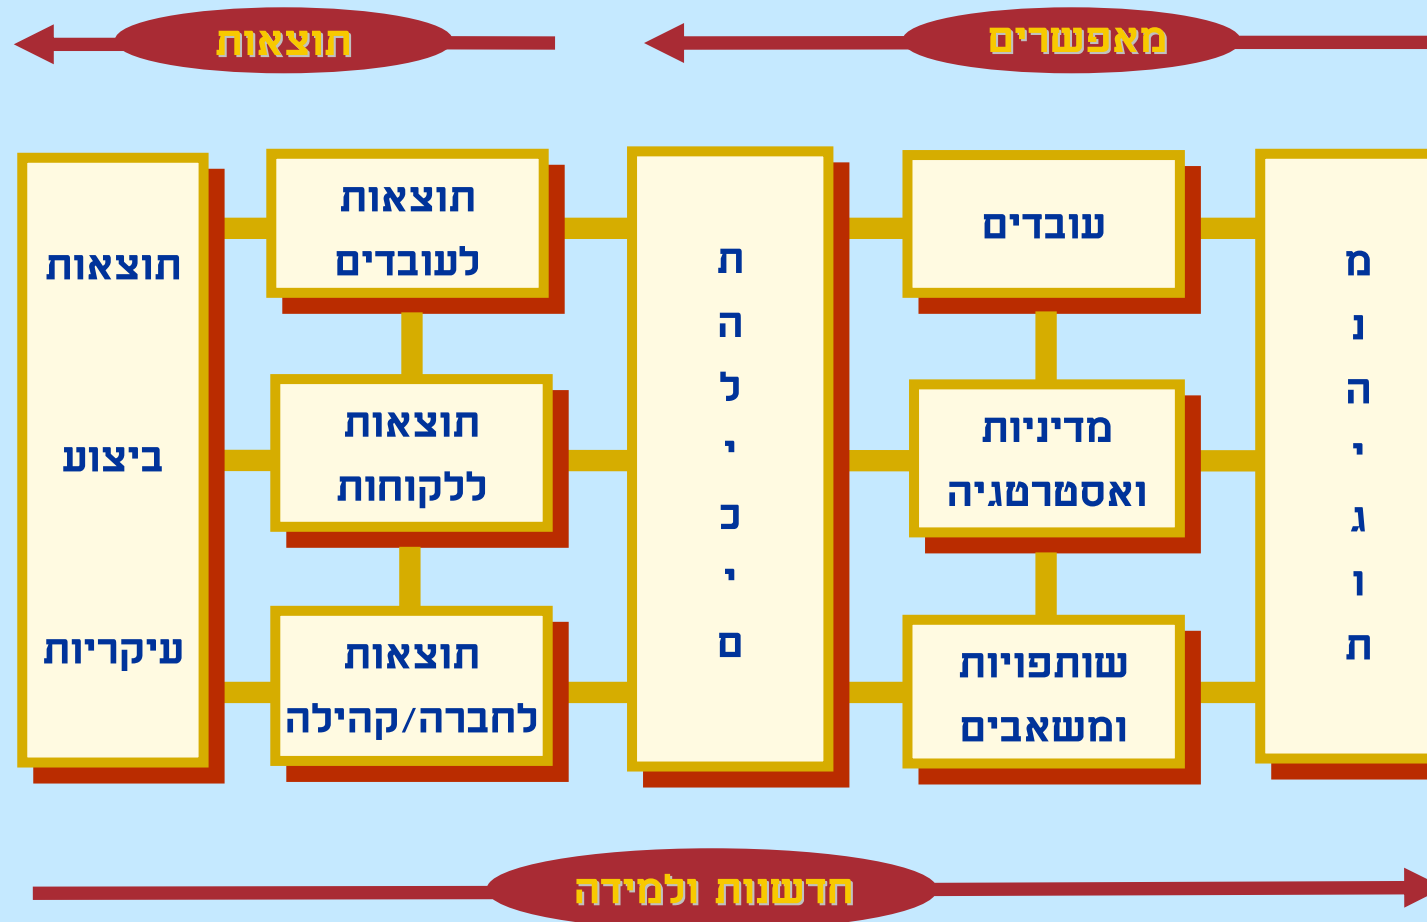 מאפשרים
תוצאות
מ
נ
ה
י
ג
ו
ת
עובדים
מדיניות
ואסטרטגיה
שותפויות
ומשאבים
ת
ה
ל
י
כ
י
ם
תוצאות
לעובדים
תוצאות
ללקוחות
תוצאות
לחברה/קהילה
תוצאות
ביצוע
עיקריות
חדשנות ולמידה